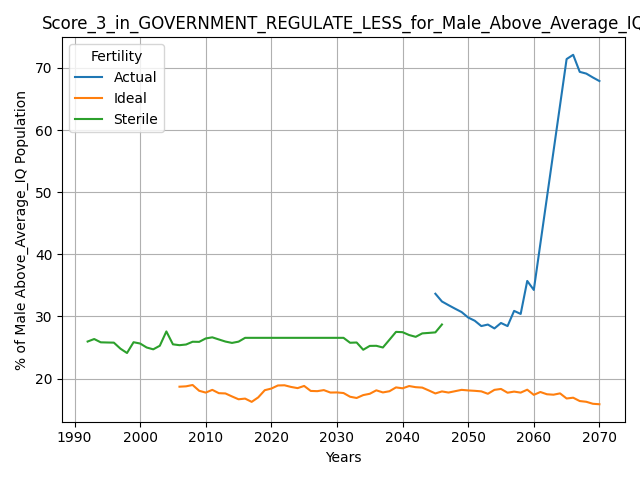 Score_3_in_GOVERNMENT_REGULATE_LESS_for_Male_Above_Average_IQ
Fertility
Actual
Ideal
Sterile
% of Male Above_Average_IQ Population
70
60
50
40
30
20
1990 2000 2010 2020 2030 2040 2050 2060 2070
Years